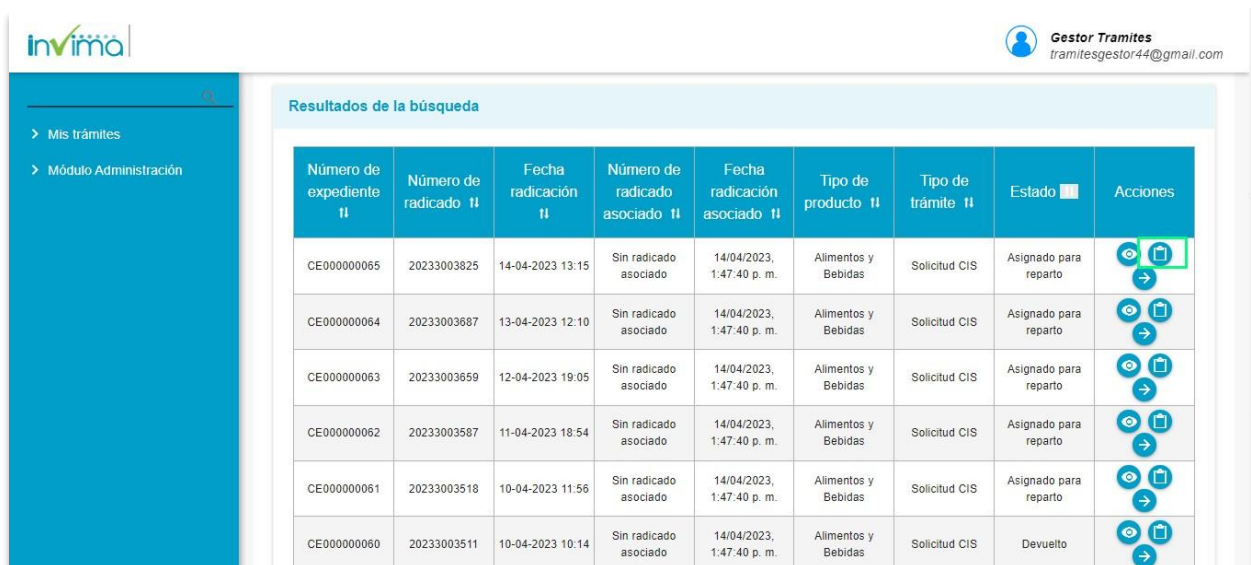 invima
Gestor Tramites
tramitesgestor44@gmail.com
Mis trámites
Módulo Administración
Resultados de la búsqueda
Número de expediente
Número de radicado
Fecha radicación
Número de radicado asociado
Fecha radicación asociado
Tipo de producto
Tipo de trámite
Estado
Acciones
CE000000065 20233003825 14-04-2023 13:15 Sin radicado asociado 14/04/2023, 1:47:40 p. m. Alimentos y Bebidas Solicitud CIS Asignado para reparto
CE000000064 20233003687 13-04-2023 12:10 Sin radicado asociado 14/04/2023, 1:47:40 p. m. Alimentos y Bebidas Solicitud CIS Asignado para reparto
CE000000063 20233003659 12-04-2023 19:05 Sin radicado asociado 14/04/2023, 1:47:40 p. m. Alimentos y Bebidas Solicitud CIS Asignado para reparto
CE000000062 20233003587 11-04-2023 18:54 Sin radicado asociado 14/04/2023, 1:47:40 p. m. Alimentos y Bebidas Solicitud CIS Asignado para reparto
CE000000061 20233003518 10-04-2023 11:56 Sin radicado asociado 14/04/2023, 1:47:40 p. m. Alimentos y Bebidas Solicitud CIS Asignado para reparto
CE000000060 20233003511 10-04-2023 10:14 Sin radicado asociado 14/04/2023, 1:47:40 p. m. Alimentos y Bebidas Solicitud CIS Devuelto